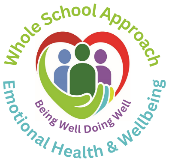 Whole School Approach
Being Well Doing Well
Emotional Health & Wellbeing